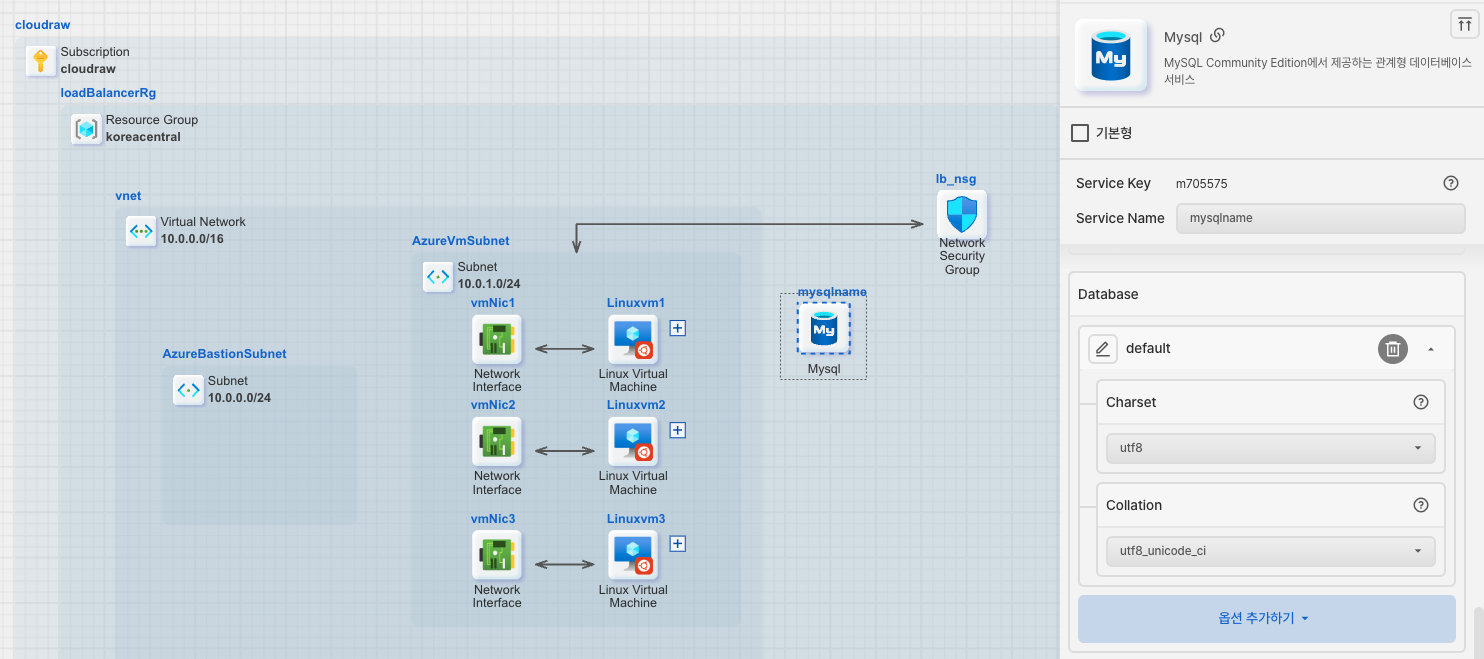 cloudraw
Subscription
cloudraw
loadBalancerRg
Resource Group
koreacentral
vnet
Virtual Network
10.0.0.0/16
AzureBastionSubnet
Subnet
10.0.0.0/24
AzureVmSubnet
Subnet
10.0.1.0/24
vmNic1
Network
Interface
Linuxvm1
Linux Virtual
Machine
vmNic2
Network
Interface
Linuxvm2
Linux Virtual
Machine
vmNic3
Network
Interface
Linuxvm3
Linux Virtual
Machine
lb_nsg
Network
Security
Group
mysqlname
My
Mysql
My
Mysql
MySQL Community Edition에서 제공하는 관계형 데이터베이스
서비스
기본형
Service Key m705575
Service Name mysqlname
Database
default
Charset
utf8
Collation
utf8_unicode_ci
옵션 추가하기